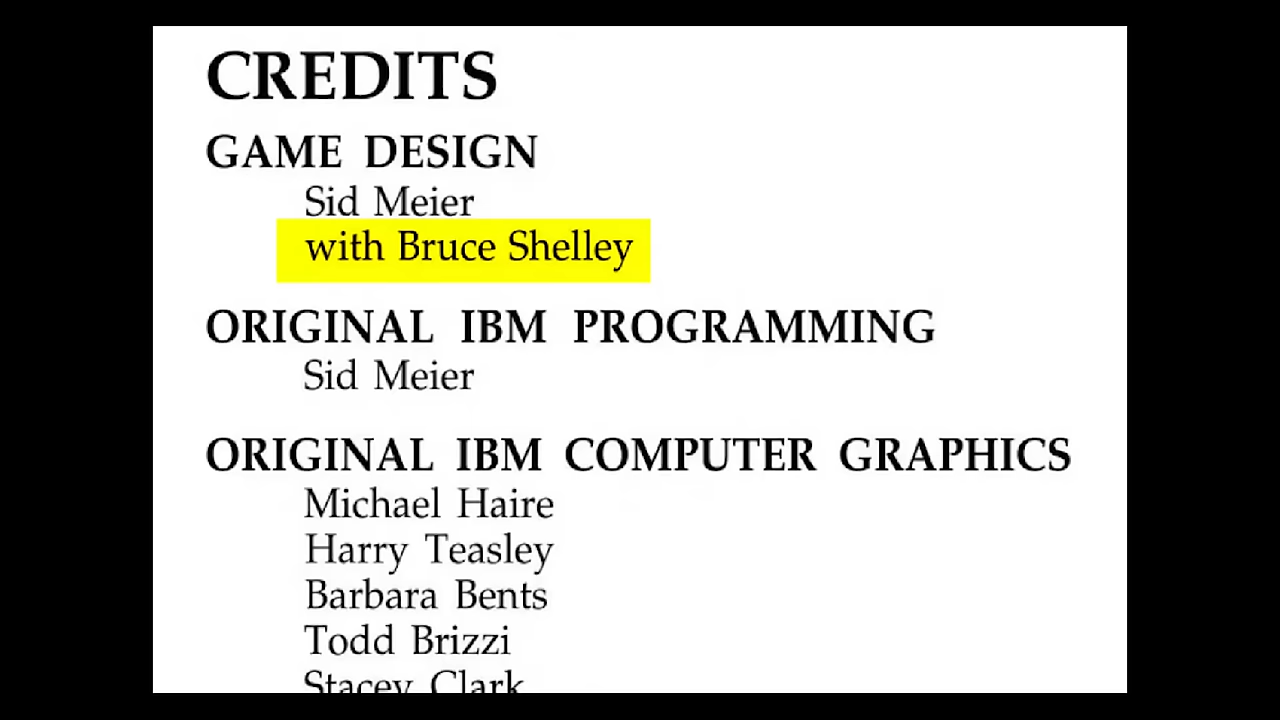 CREDITS
GAME DESIGN
Sid Meier
with Bruce Shelley
ORIGINAL IBM PROGRAMMING
Sid Meier
ORIGINAL IBM COMPUTER GRAPHICS
Michael Haire
Harry Teasley
Barbara Bents
Todd Brizzi
Stacey Clark